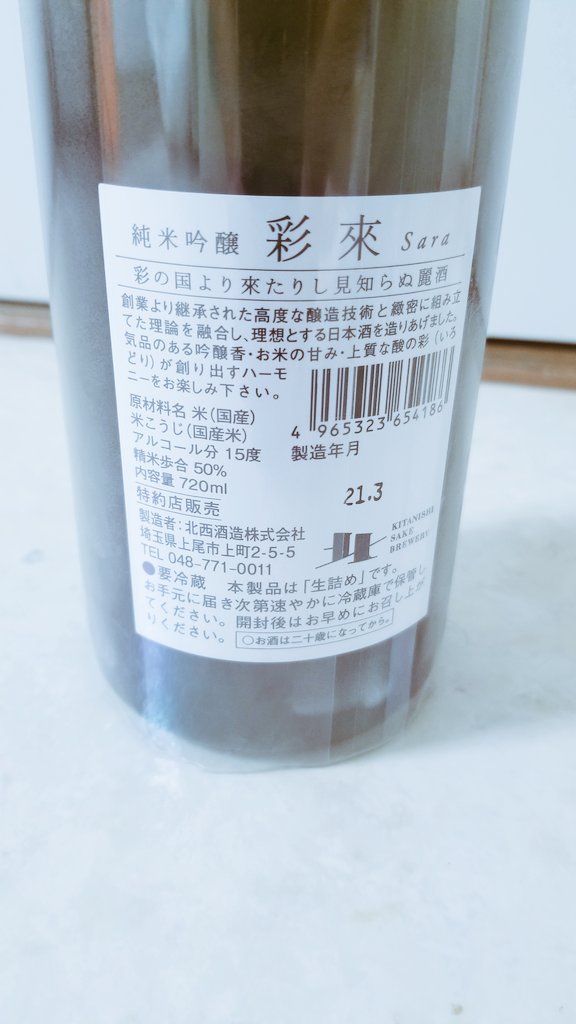 純米吟醸 彩來 Sara
彩の国より來たりし見知らぬ麗酒
創業より継承された高度な醸造技術と緻密に組み立
てた理論を融合し、理想とする日本酒を造りあげました。
気品のある吟醸香・お米の甘み・上質な酸の彩(いろ
どり)が創り出すハーモ
ニーをお楽しみ下さい。
4 965323 654186
原材料名 米(国産)
米こうじ(国産米)
アルコール分 15度
精米歩合 50%
内容量 720ml
製造年月
21.3
特約店販売
製造者:北西酒造株式会社
埼玉県上尾市上町2-5-5
TEL 048-771-0011
KITANISHI
SAKE
BREWERY
●要冷蔵 本製品は「生詰め」です。
お手元に届き次第速やかに冷蔵庫で保管し
てください。開封後はお早めにお召し上が
りください。 ○お酒は二十歳になってから。